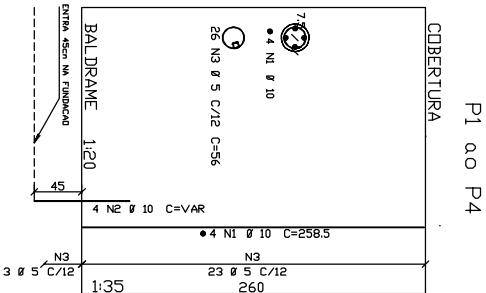 P1 ao P4
COBERTURA
7.5
4 N1 Ø 10
26 N3 Ø 5 C/12 C=56
BALDRAME 1:20
ENTRA 45cm NA FUNDACAO
45
4 N2 Ø 10 C=VAR
4 N1 Ø 10 C=258.5
N3
3 Ø 5 C/12
N3
23 Ø 5 C/12
1:35
260